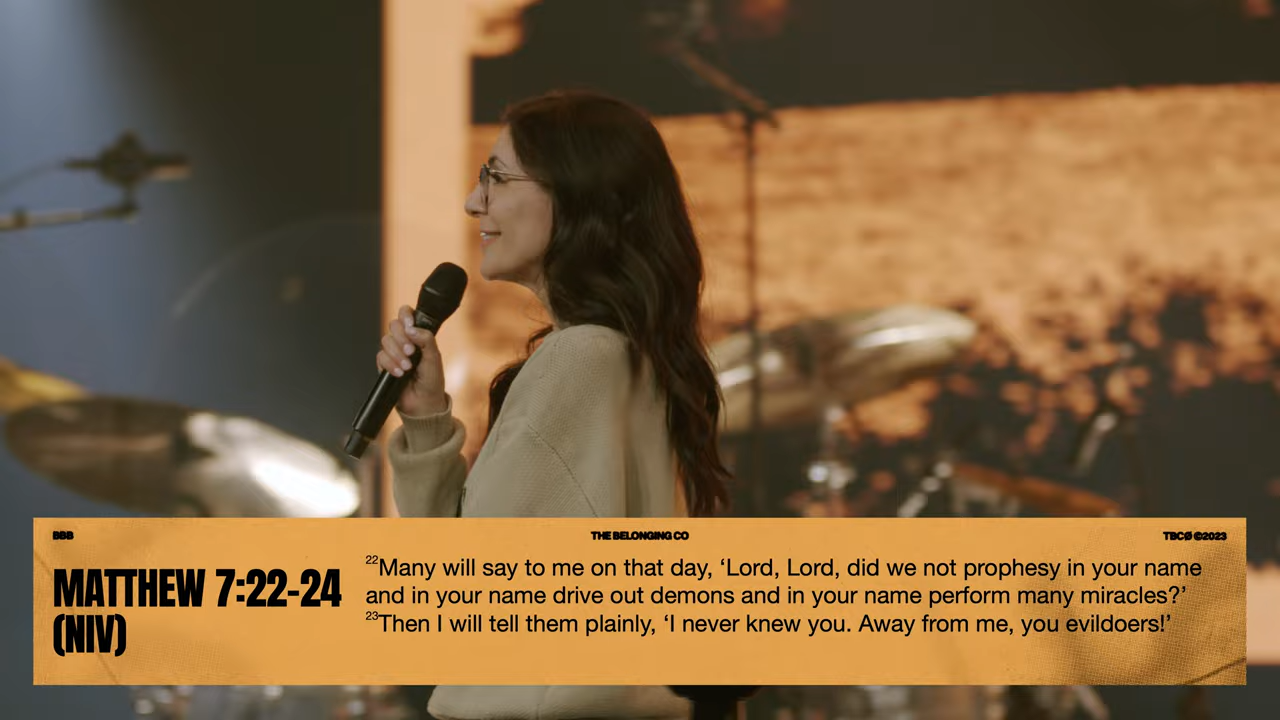 BBB THE BELONGING CO TBCØ ©2023
MATTHEW 7:22-24
(NIV)
22Many will say to me on that day, ‘Lord, Lord, did we not prophesy in your name
and in your name drive out demons and in your name perform many miracles?’
23Then I will tell them plainly, ‘I never knew you. Away from me, you evildoers!’